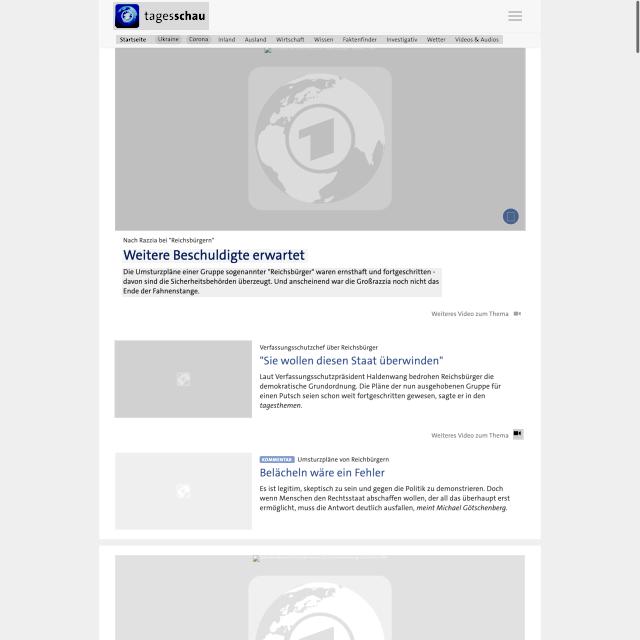 tagesschau
Startseite Ukraine Corona Inland Ausland Wirtschaft Wissen Faktenfinder Investigativ Wetter Videos & Audios
1
Nach Razzia bei "Reichsbürgern"
Weitere Beschuldigte erwartet
Die Umsturzpläne einer Gruppe sogenannter "Reichsbürger" waren ernsthaft und fortgeschritten -
davon sind die Sicherheitsbehörden überzeugt. Und anscheinend war die Großrazzia noch nicht das
Ende der Fahnenstange.
Weiteres Video zum Thema
Verfassungsschutzchef über Reichsbürger
"Sie wollen diesen Staat überwinden"
Laut Verfassungsschutzpräsident Haldenwang bedrohen Reichsbürger die
demokratische Grundordnung. Die Pläne der nun ausgehobenen Gruppe für
einen Putsch seien schon weit fortgeschritten gewesen, sagte er in den
tagesthemen.
Weiteres Video zum Thema
KOMMENTAR Umsturzpläne von Reichbürgern
Belächeln wäre ein Fehler
Es ist legitim, skeptisch zu sein und gegen die Politik zu demonstrieren. Doch
wenn Menschen den Rechtsstaat abschaffen wollen, der all das überhaupt erst
ermöglicht, muss die Antwort deutlich ausfallen, meint Michael Götschenberg.